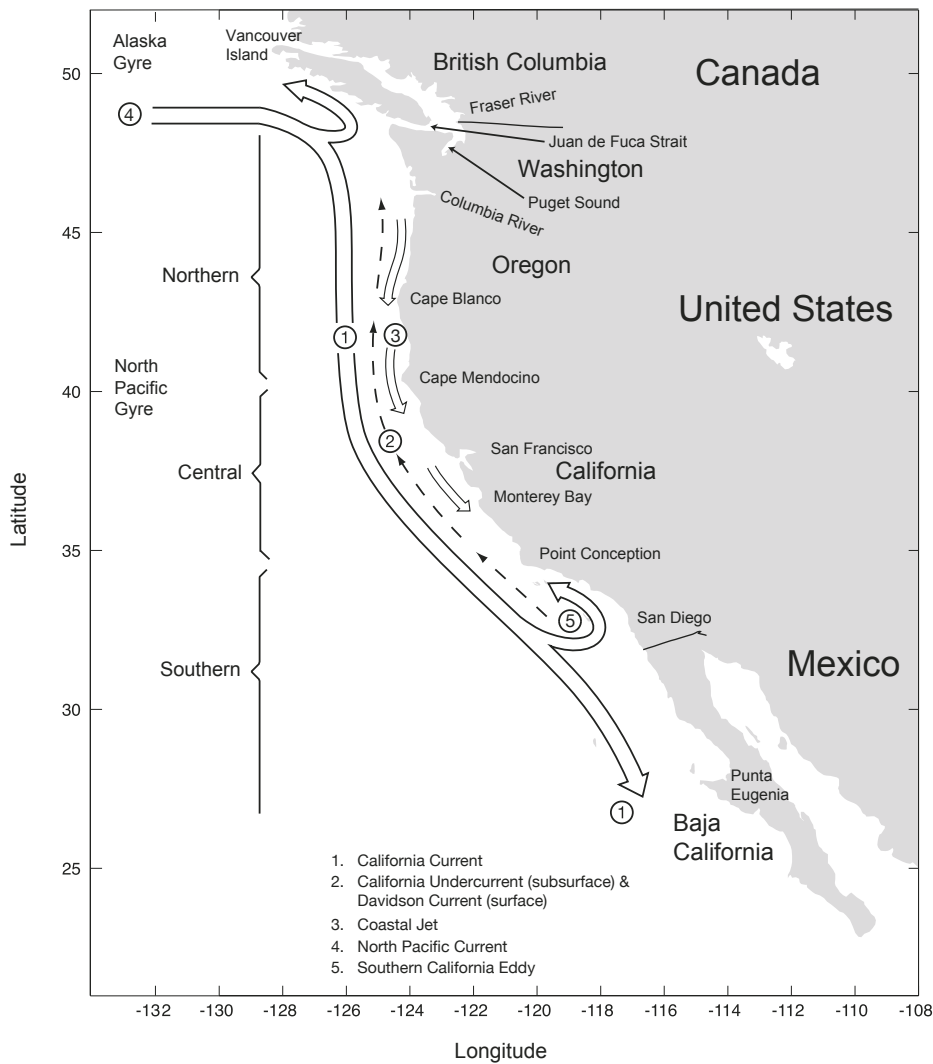 Alaska
Gyre
Vancouver
Island
British Columbia
Canada
Fraser River
Juan de Fuca Strait
Washington
Puget Sound
Columbia River
Oregon
United States
Northern
Cape Blanco
North
Pacific
Gyre
Cape Mendocino
Central
San Francisco
California
Monterey Bay
Point Conception
San Diego
Southern
Mexico
Punta
Eugenia
Baja
California
4
1
3
2
5
1
1. California Current
2. California Undercurrent (subsurface) &
Davidson Current (surface)
3. Coastal Jet
4. North Pacific Current
5. Southern California Eddy
Latitude
50
45
40
35
30
25
-132 -130 -128 -126 -124 -122 -120 -118 -116 -114 -112 -110 -108
Longitude